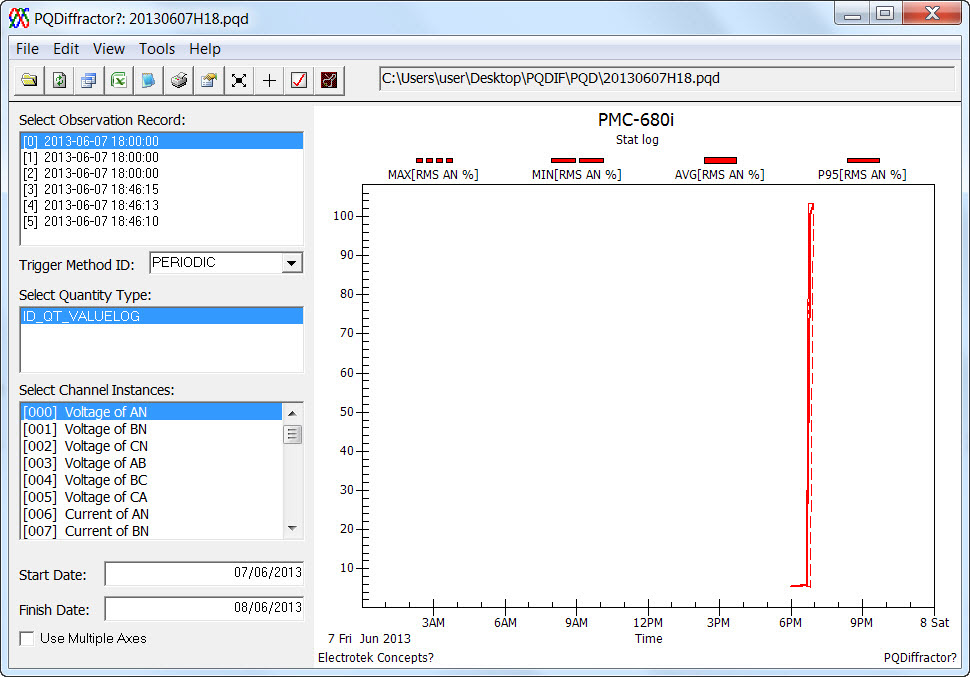 PQDiffractor?: 20130607H18.pqd
File Edit View Tools Help
C:\Users\user\Desktop\PQDIF\PQD\20130607H18.pqd
Select Observation Record:
[0] 2013-06-07 18:00:00
[1] 2013-06-07 18:00:00
[2] 2013-06-07 18:00:00
[3] 2013-06-07 18:46:15
[4] 2013-06-07 18:46:13
[5] 2013-06-07 18:46:10
Trigger Method ID: PERIODIC
Select Quantity Type:
ID_QT_VALUELOG
Select Channel Instances:
[000] Voltage of AN
[001] Voltage of BN
[002] Voltage of CN
[003] Voltage of AB
[004] Voltage of BC
[005] Voltage of CA
[006] Current of AN
[007] Current of BN
Start Date: 07/06/2013
Finish Date: 08/06/2013
Use Multiple Axes
PMC-680i
Stat log
MAX[RMS AN %] MIN[RMS AN %] AVG[RMS AN %] P95[RMS AN %]
100
90
80
70
60
50
40
30
20
10
3AM 6AM 9AM 12PM 3PM 6PM 9PM 8 Sat
7 Fri Jun 2013 Time
Electrotek Concepts? PQDiffractor?